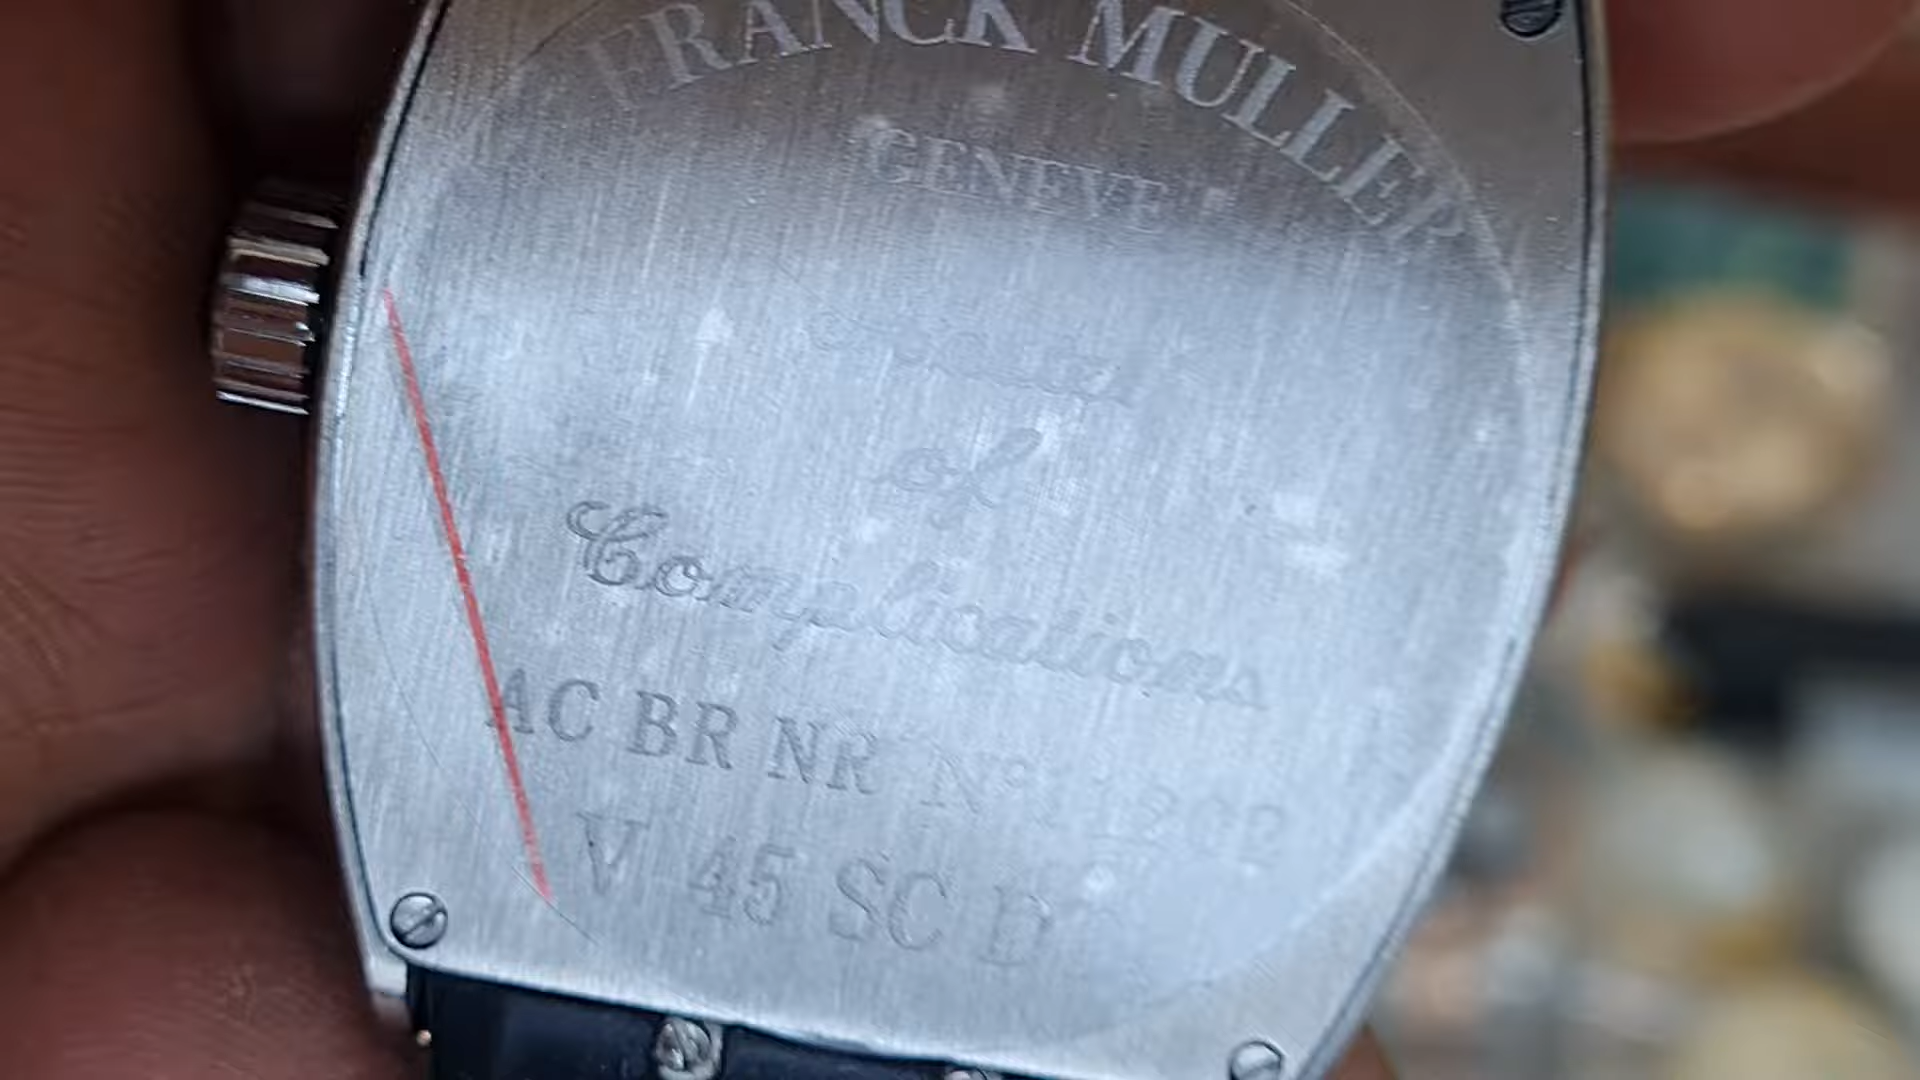 FRANCK MULLER
GENEVE
of
Complications
AC BR NR N°
V 45 SC D